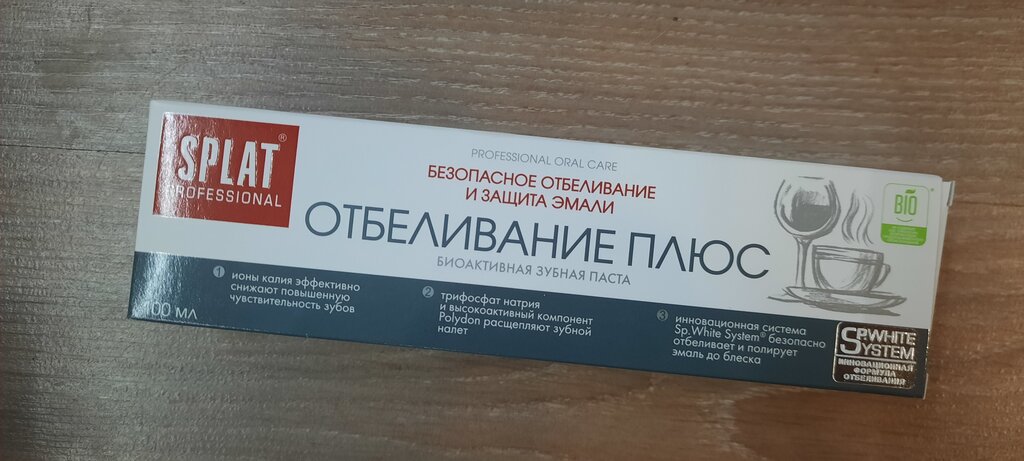 SPLAT®
PROFESSIONAL
PROFESSIONAL ORAL CARE
БЕЗОПАСНОЕ ОТБЕЛИВАНИЕ
И ЗАЩИТА ЭМАЛИ
ОТБЕЛИВАНИЕ ПЛЮС
БИОАКТИВНАЯ ЗУБНАЯ ПАСТА
BIO
1 ионы калия эффективно
снижают повышенную
чувствительность зубов
2 трифосфат натрия
и высокоактивный компонент
Polydon расщепляют зубной
налет
3 инновационная система
Sp.White System® безопасно
отбеливает и полирует
эмаль до блеска
00 МЛ
SP.WHITE
SYSTEM
ИННОВАЦИОННАЯ
ФОРМУЛА
ОТБЕЛИВАНИЯ